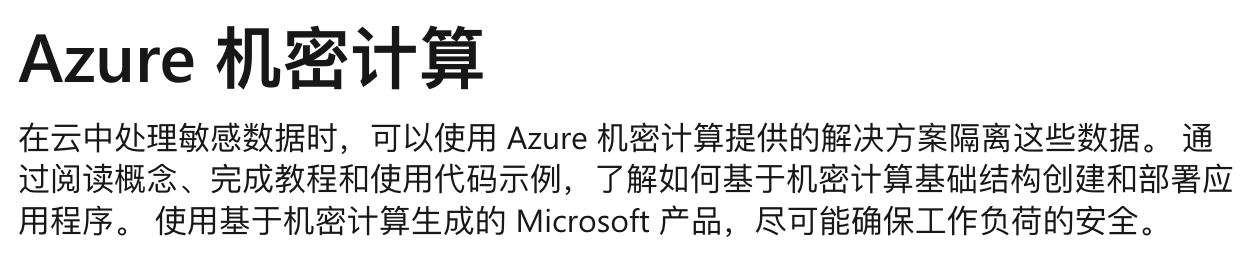 Azure 机密计算
在云中处理敏感数据时，可以使用 Azure 机密计算提供的解决方案隔离这些数据。 通
过阅读概念、完成教程和使用代码示例，了解如何基于机密计算基础结构创建和部署应
用程序。 使用基于机密计算生成的 Microsoft 产品，尽可能确保工作负荷的安全。